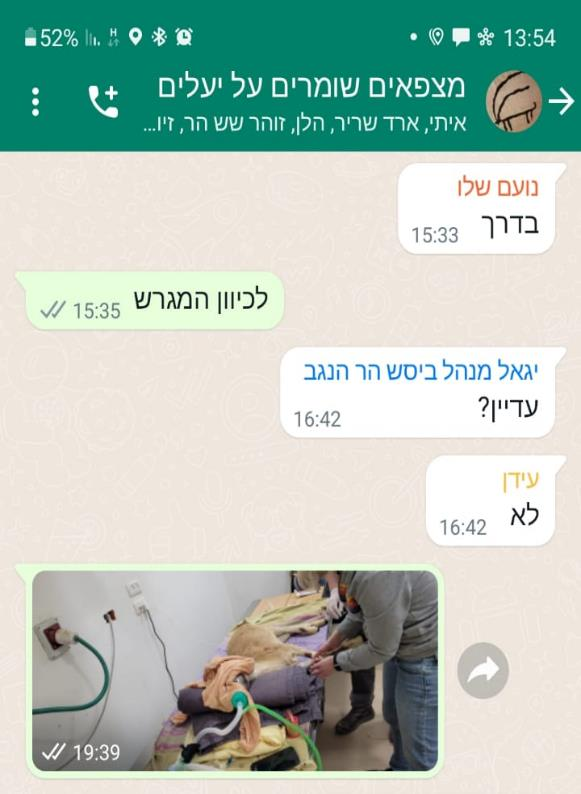 52% H 13:54
מצפאים שומרים על יעלים
איתי, ארד שריר, הלן, זוהר שש הר, זיו...
נועם שלו
בדרך 15:33
לכיוון המגרש 15:35
יגאל מנהל ביסש הר הנגב
עדיין? 16:42
עידן
לא 16:42
19:39